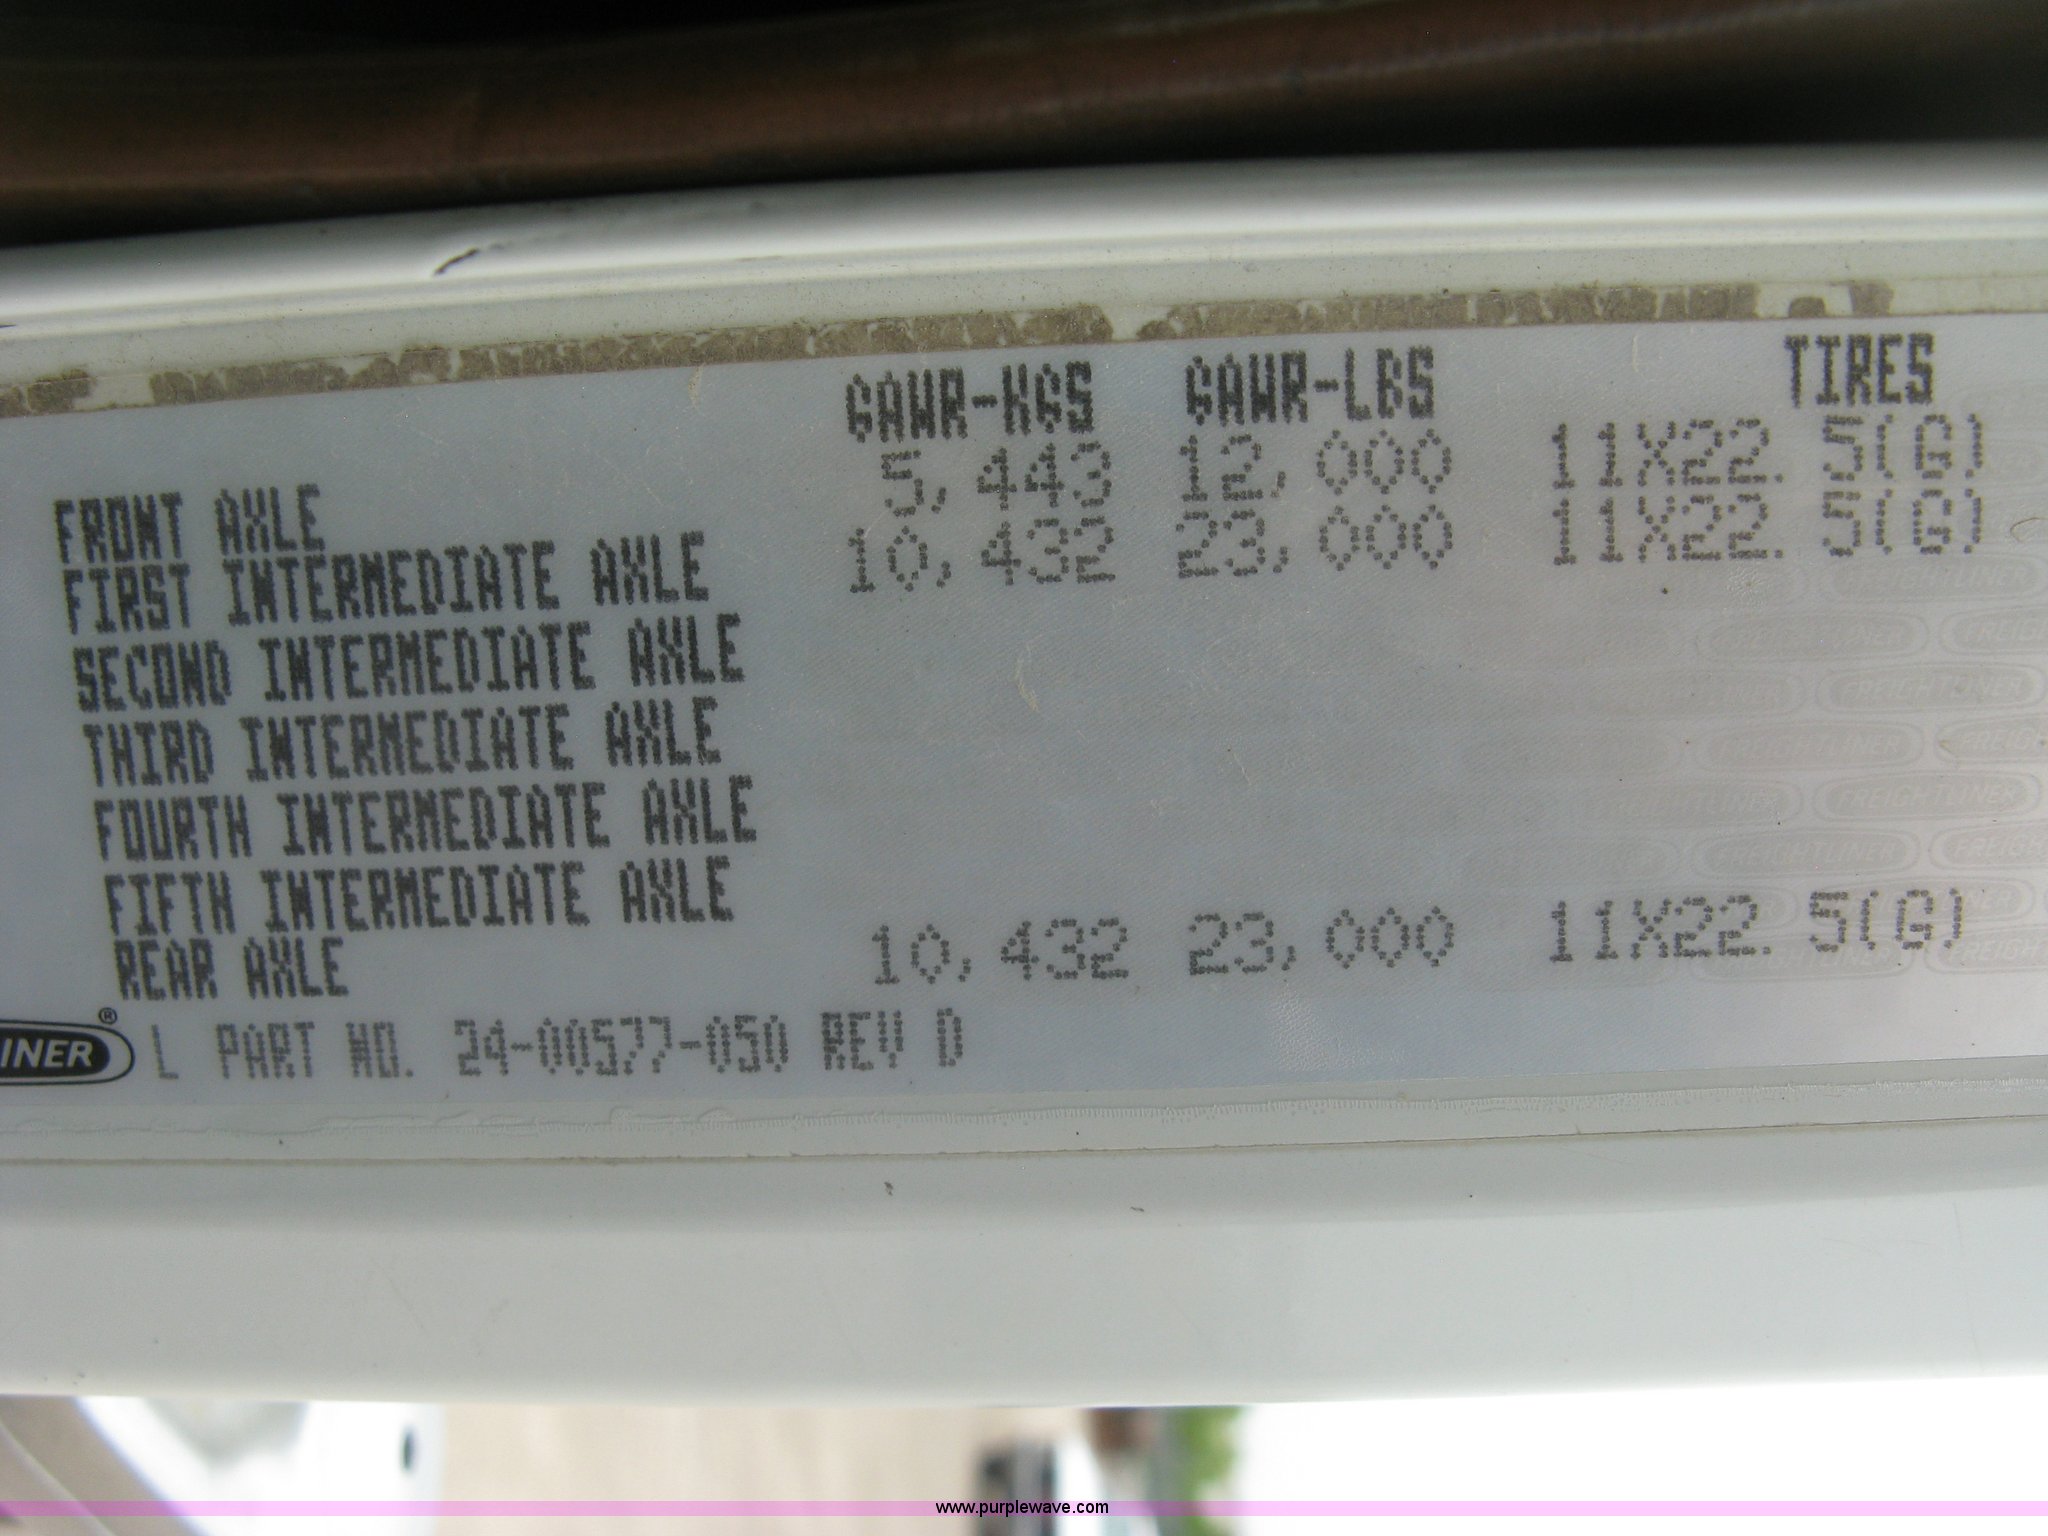 GAWR-KGS GAWR-LBS TIRES
FRONT AXLE 5,443 12,000 11X22.5(G)
FIRST INTERMEDIATE AXLE 10,432 23,000 11X22.5(G)
SECOND INTERMEDIATE AXLE
THIRD INTERMEDIATE AXLE
FOURTH INTERMEDIATE AXLE
FIFTH INTERMEDIATE AXLE
REAR AXLE 10,432 23,000 11X22.5(G)
INER® L PART NO. 24-00577-050 REV D
FREIGHTLINER
www.purplewave.com